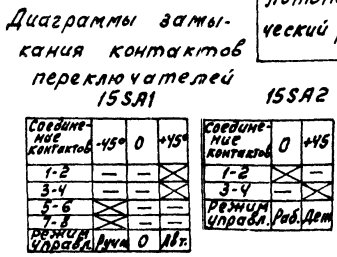 Диаграммы замы-
кания контактов
переключателей
15SA1
15SA2
ческий
Соедине-
ние
контактов
-45° 0 +45°
1-2 — — X
3-4 — — X
5-6 X — —
7-8 X — —
Режим
управл. Ручн 0 Авт.
Соедине-
ние
контактов
0 +45
1-2 X —
3-4 — X
Режим
управл. Раб. Дет